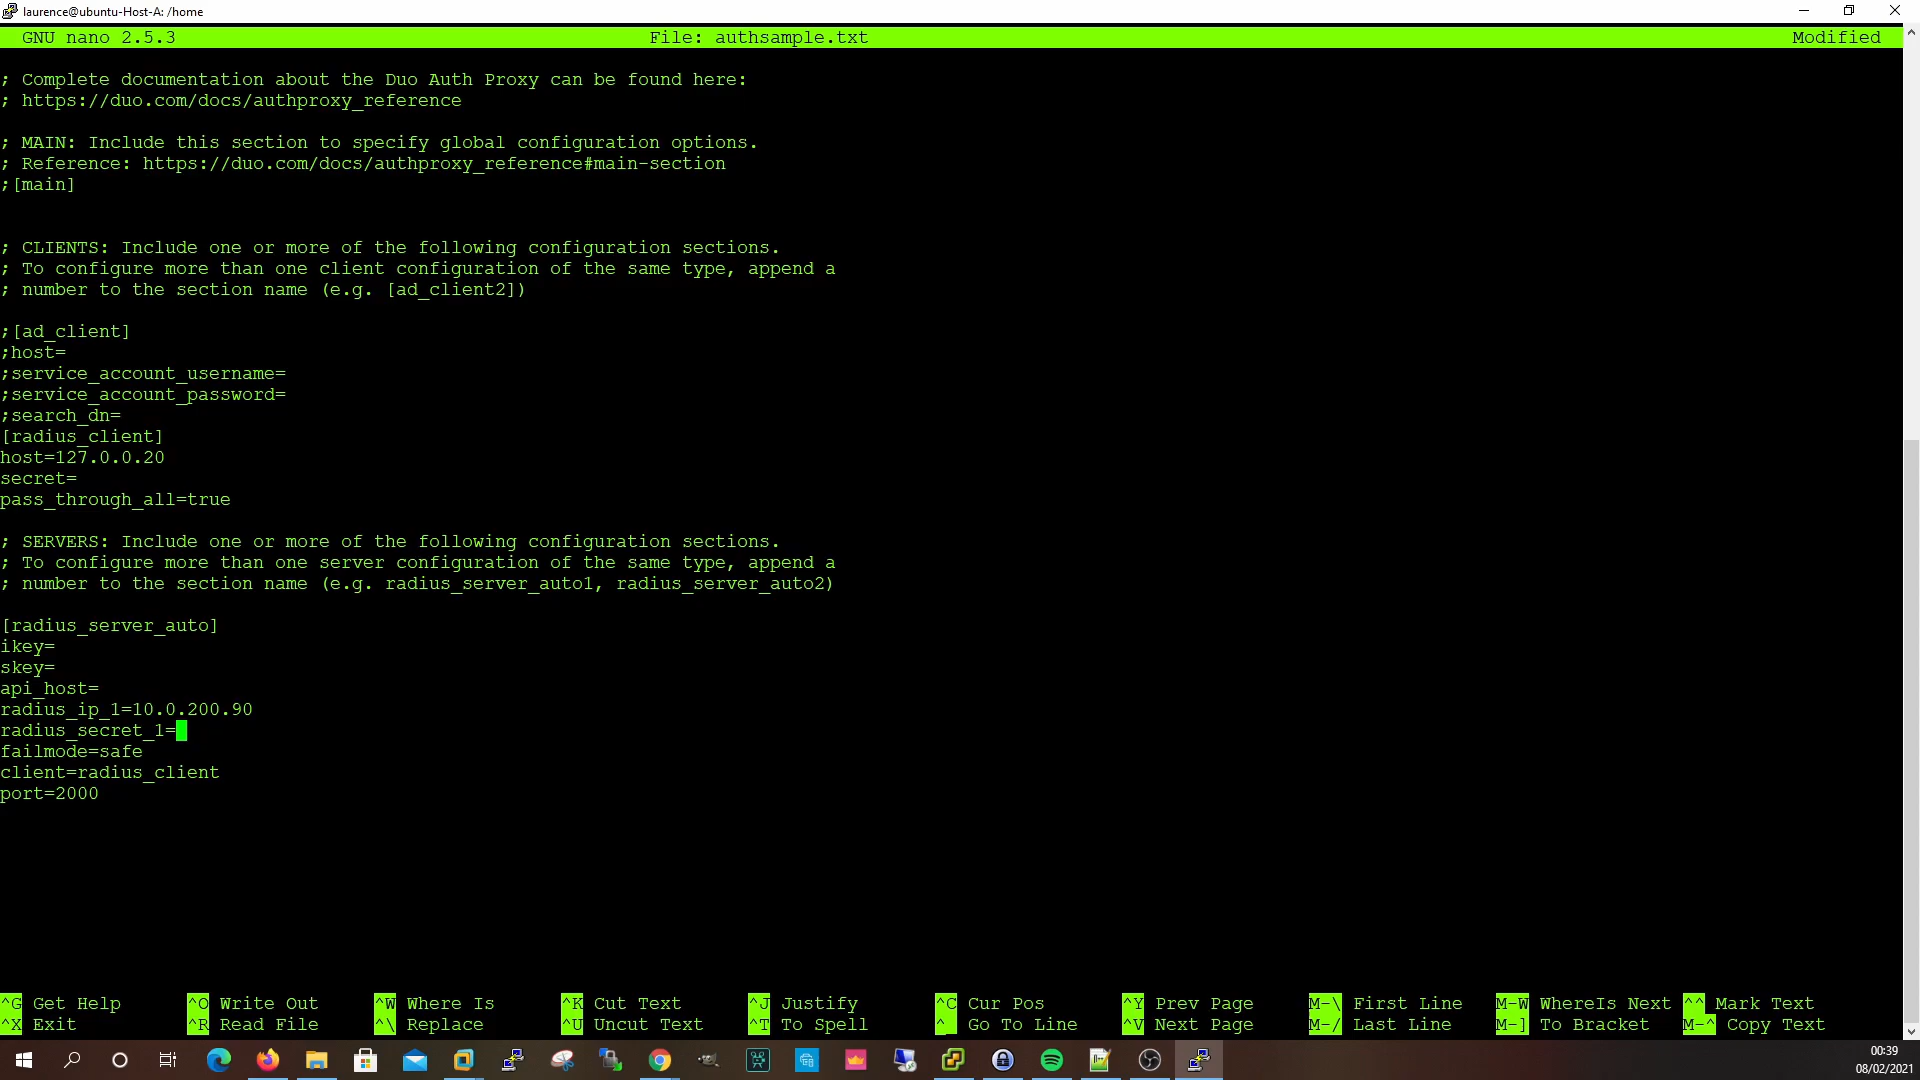 laurence@ubuntu-Host-A: /home
GNU nano 2.5.3 File: authsample.txt Modified
; Complete documentation about the Duo Auth Proxy can be found here:
; https://duo.com/docs/authproxy_reference
; MAIN: Include this section to specify global configuration options.
; Reference: https://duo.com/docs/authproxy_reference#main-section
;[main]
; CLIENTS: Include one or more of the following configuration sections.
; To configure more than one client configuration of the same type, append a
; number to the section name (e.g. [ad_client2])
;[ad_client]
;host=
;service_account_username=
;service_account_password=
;search_dn=
[radius_client]
host=127.0.0.20
secret=
pass_through_all=true
; SERVERS: Include one or more of the following configuration sections.
; To configure more than one server configuration of the same type, append a
; number to the section name (e.g. radius_server_auto1, radius_server_auto2)
[radius_server_auto]
ikey=
skey=
api_host=
radius_ip_1=10.0.200.90
radius_secret_1=
failmode=safe
client=radius_client
port=2000
^G Get Help ^O Write Out ^W Where Is ^K Cut Text ^J Justify ^C Cur Pos ^Y Prev Page M-\ First Line M-W WhereIs Next ^^ Mark Text
^X Exit ^R Read File ^\ Replace ^U Uncut Text ^T To Spell ^_ Go To Line ^V Next Page M-/ Last Line M-] To Bracket M-^ Copy Text
00:39
08/02/2021